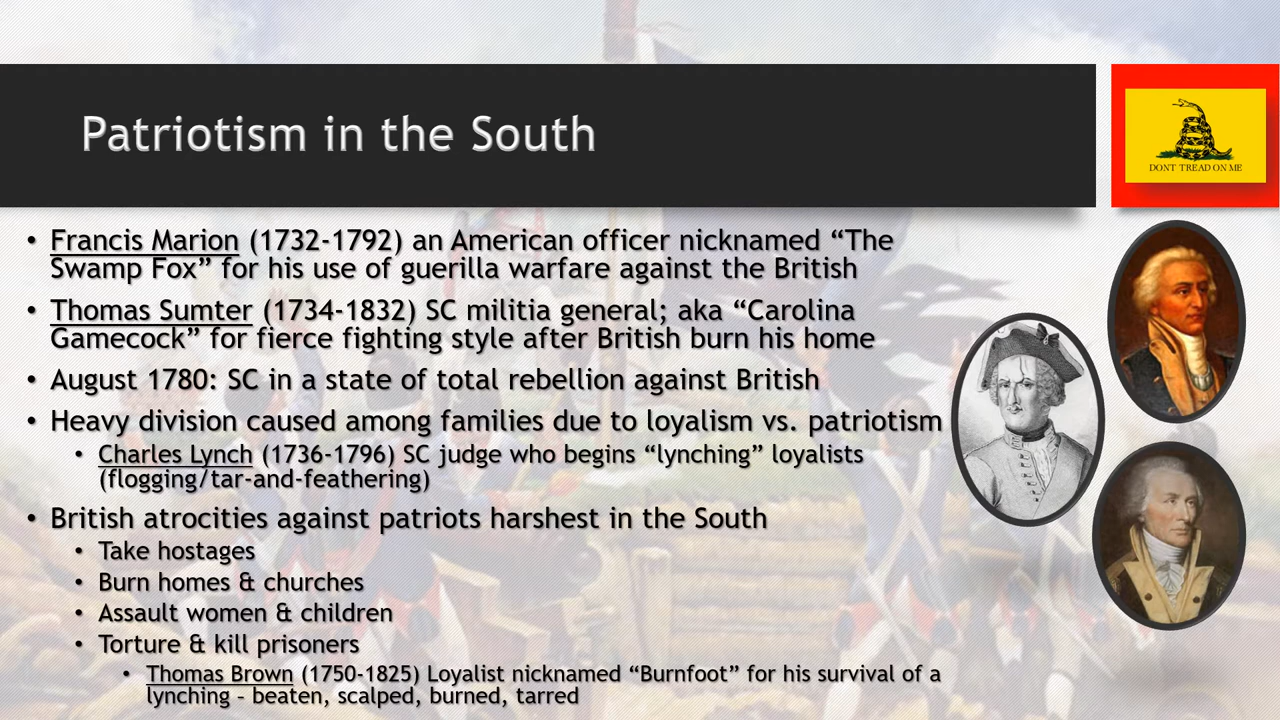 Patriotism in the South
DONT TREAD ON ME
• Francis Marion (1732-1792) an American officer nicknamed “The
Swamp Fox” for his use of guerilla warfare against the British
• Thomas Sumter (1734-1832) SC militia general; aka “Carolina
Gamecock” for fierce fighting style after British burn his home
• August 1780: SC in a state of total rebellion against British
• Heavy division caused among families due to loyalism vs. patriotism
• Charles Lynch (1736-1796) SC judge who begins “lynching” loyalists
(flogging/tar-and-feathering)
• British atrocities against patriots harshest in the South
• Take hostages
• Burn homes & churches
• Assault women & children
• Torture & kill prisoners
• Thomas Brown (1750-1825) Loyalist nicknamed “Burnfoot” for his survival of a
lynching – beaten, scalped, burned, tarred